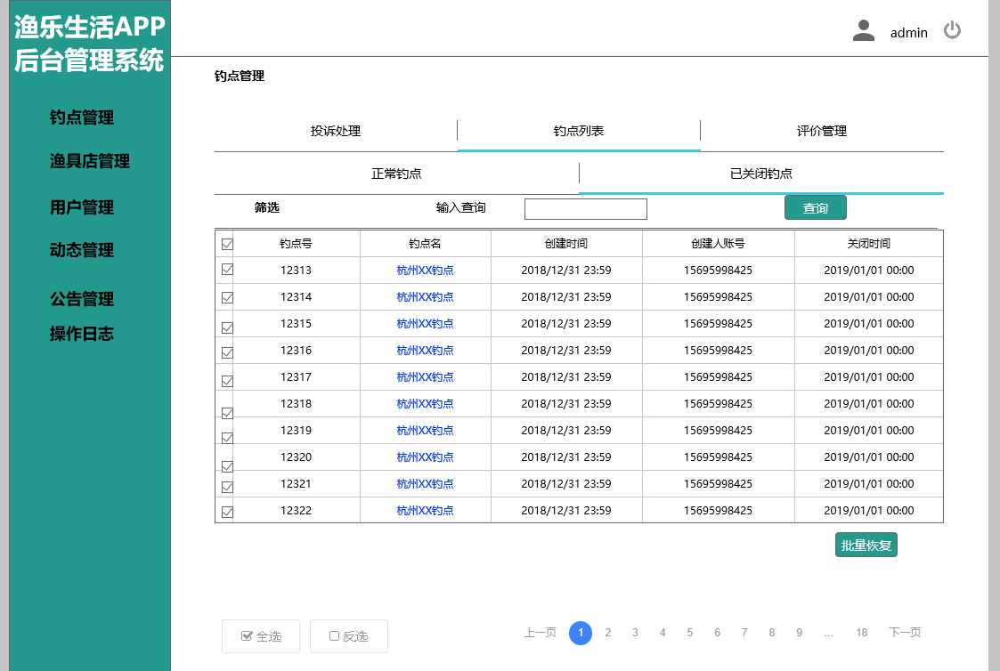 渔乐生活APP
后台管理系统
admin
钓点管理
渔具店管理
用户管理
动态管理
公告管理
操作日志
钓点管理
投诉处理 钓点列表 评价管理
正常钓点 已关闭钓点
筛选 输入查询 查询
钓点号 钓点名 创建时间 创建人账号 关闭时间
12313 杭州XX钓点 2018/12/31 23:59 15695998425 2019/01/01 00:00
12314 杭州XX钓点 2018/12/31 23:59 15695998425 2019/01/01 00:00
12315 杭州XX钓点 2018/12/31 23:59 15695998425 2019/01/01 00:00
12316 杭州XX钓点 2018/12/31 23:59 15695998425 2019/01/01 00:00
12317 杭州XX钓点 2018/12/31 23:59 15695998425 2019/01/01 00:00
12318 杭州XX钓点 2018/12/31 23:59 15695998425 2019/01/01 00:00
12319 杭州XX钓点 2018/12/31 23:59 15695998425 2019/01/01 00:00
12320 杭州XX钓点 2018/12/31 23:59 15695998425 2019/01/01 00:00
12321 杭州XX钓点 2018/12/31 23:59 15695998425 2019/01/01 00:00
12322 杭州XX钓点 2018/12/31 23:59 15695998425 2019/01/01 00:00
批量恢复
全选 反选 上一页 1 2 3 4 5 6 7 8 9 ... 18 下一页